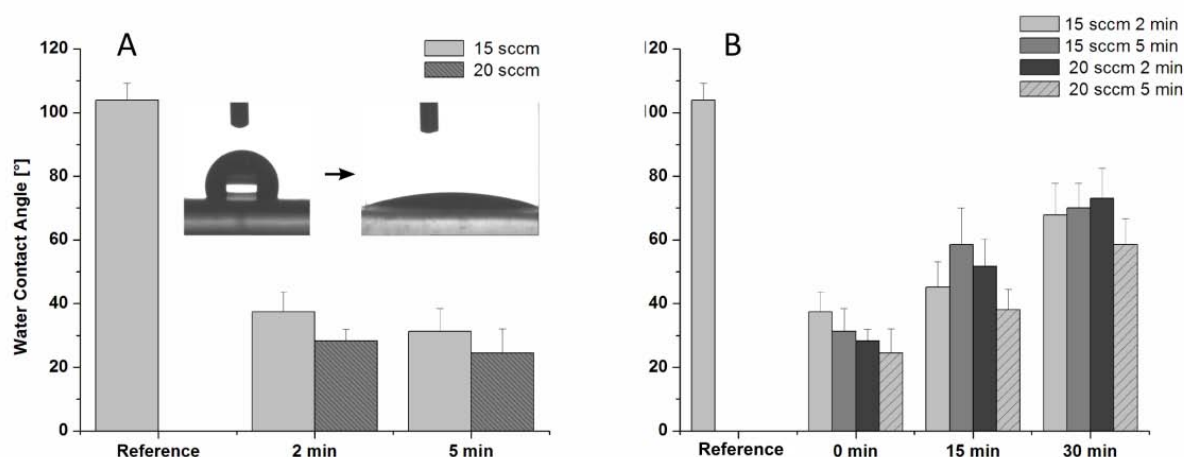 A
15 sccm
20 sccm
Water Contact Angle [°]
120
100
80
60
40
20
0
Reference
2 min
5 min
B
15 sccm 2 min
15 sccm 5 min
20 sccm 2 min
20 sccm 5 min
120
100
80
60
40
20
0
Reference
0 min
15 min
30 min